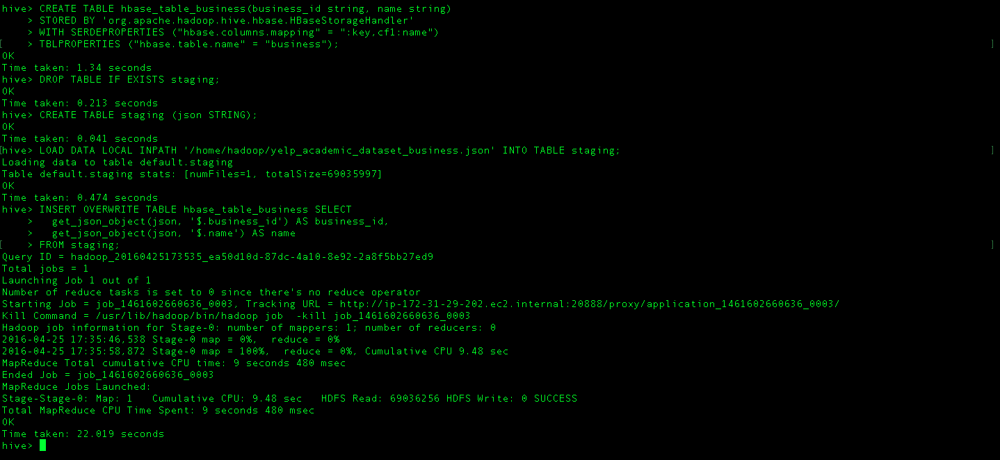 hive> CREATE TABLE hbase_table_business(business_id string, name string)
    > STORED BY 'org.apache.hadoop.hive.hbase.HBaseStorageHandler'
    > WITH SERDEPROPERTIES ("hbase.columns.mapping" = ":key,cf1:name")
[    > TBLPROPERTIES ("hbase.table.name" = "business"); ]
OK
Time taken: 1.34 seconds
hive> DROP TABLE IF EXISTS staging;
OK
Time taken: 0.213 seconds
hive> CREATE TABLE staging (json STRING);
OK
Time taken: 0.041 seconds
[hive> LOAD DATA LOCAL INPATH '/home/hadoop/yelp_academic_dataset_business.json' INTO TABLE staging; ]
Loading data to table default.staging
Table default.staging stats: [numFiles=1, totalSize=69035997]
OK
Time taken: 0.474 seconds
hive> INSERT OVERWRITE TABLE hbase_table_business SELECT
    >   get_json_object(json, '$.business_id') AS business_id,
    >   get_json_object(json, '$.name') AS name
[    > FROM staging; ]
Query ID = hadoop_20160425173535_ea50d10d-87dc-4a10-8e92-2a8f5bb27ed9
Total jobs = 1
Launching Job 1 out of 1
Number of reduce tasks is set to 0 since there's no reduce operator
Starting Job = job_1461602660636_0003, Tracking URL = http://ip-172-31-29-202.ec2.internal:20888/proxy/application_1461602660636_0003/
Kill Command = /usr/lib/hadoop/bin/hadoop job  -kill job_1461602660636_0003
Hadoop job information for Stage-0: number of mappers: 1; number of reducers: 0
2016-04-25 17:35:46,538 Stage-0 map = 0%,  reduce = 0%
2016-04-25 17:35:58,872 Stage-0 map = 100%,  reduce = 0%, Cumulative CPU 9.48 sec
MapReduce Total cumulative CPU time: 9 seconds 480 msec
Ended Job = job_1461602660636_0003
MapReduce Jobs Launched:
Stage-Stage-0: Map: 1   Cumulative CPU: 9.48 sec   HDFS Read: 69036256 HDFS Write: 0 SUCCESS
Total MapReduce CPU Time Spent: 9 seconds 480 msec
OK
Time taken: 22.019 seconds
hive>